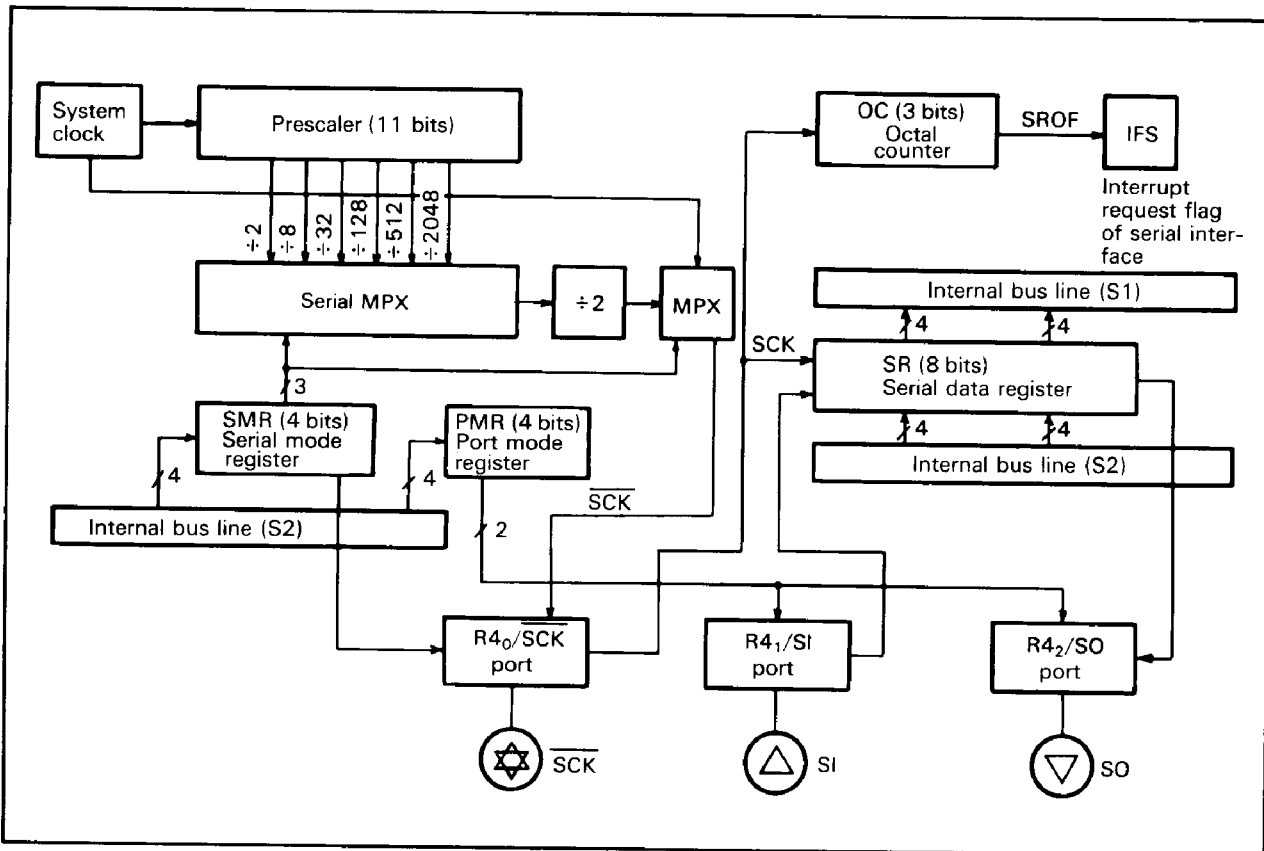 System
clock
Prescaler (11 bits)
OC (3 bits)
Octal
counter
SROF
IFS
Interrupt
request flag
of serial inter-
face
÷2
÷8
÷32
÷128
÷512
÷2048
Serial MPX
÷2
MPX
Internal bus line (S1)
4
4
SCK
SR (8 bits)
Serial data register
4
4
Internal bus line (S2)
3
SMR (4 bits)
Serial mode
register
PMR (4 bits)
Port mode
register
4
4
Internal bus line (S2)
2
S̅C̅K̅
R4₀/S̅C̅K̅
port
R4₁/SI
port
R4₂/SO
port
S̅C̅K̅
SI
SO